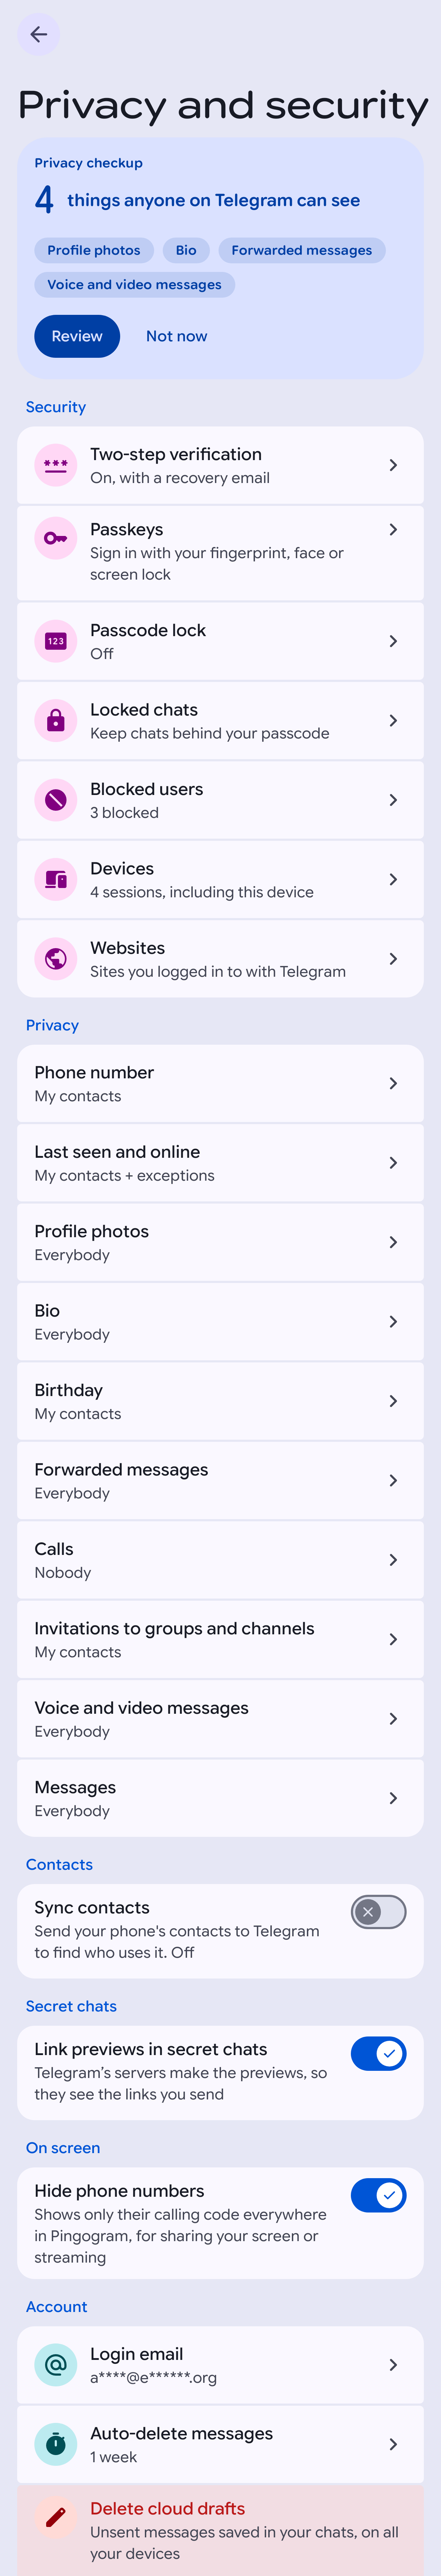 Privacy and security
Privacy checkup
4 things anyone on Telegram can see
Profile photos Bio Forwarded messages
Voice and video messages
Review Not now
Security
Two-step verification
On, with a recovery email
Passkeys
Sign in with your fingerprint, face or
screen lock
123
Passcode lock
Off
Locked chats
Keep chats behind your passcode
Blocked users
3 blocked
Devices
4 sessions, including this device
Websites
Sites you logged in to with Telegram
Privacy
Phone number
My contacts
Last seen and online
My contacts + exceptions
Profile photos
Everybody
Bio
Everybody
Birthday
My contacts
Forwarded messages
Everybody
Calls
Nobody
Invitations to groups and channels
My contacts
Voice and video messages
Everybody
Messages
Everybody
Contacts
Sync contacts
Send your phone's contacts to Telegram
to find who uses it. Off
Secret chats
Link previews in secret chats
Telegram’s servers make the previews, so
they see the links you send
On screen
Hide phone numbers
Shows only their calling code everywhere
in Pingogram, for sharing your screen or
streaming
Account
Login email
a****@e******.org
Auto-delete messages
1 week
Delete cloud drafts
Unsent messages saved in your chats, on all
your devices